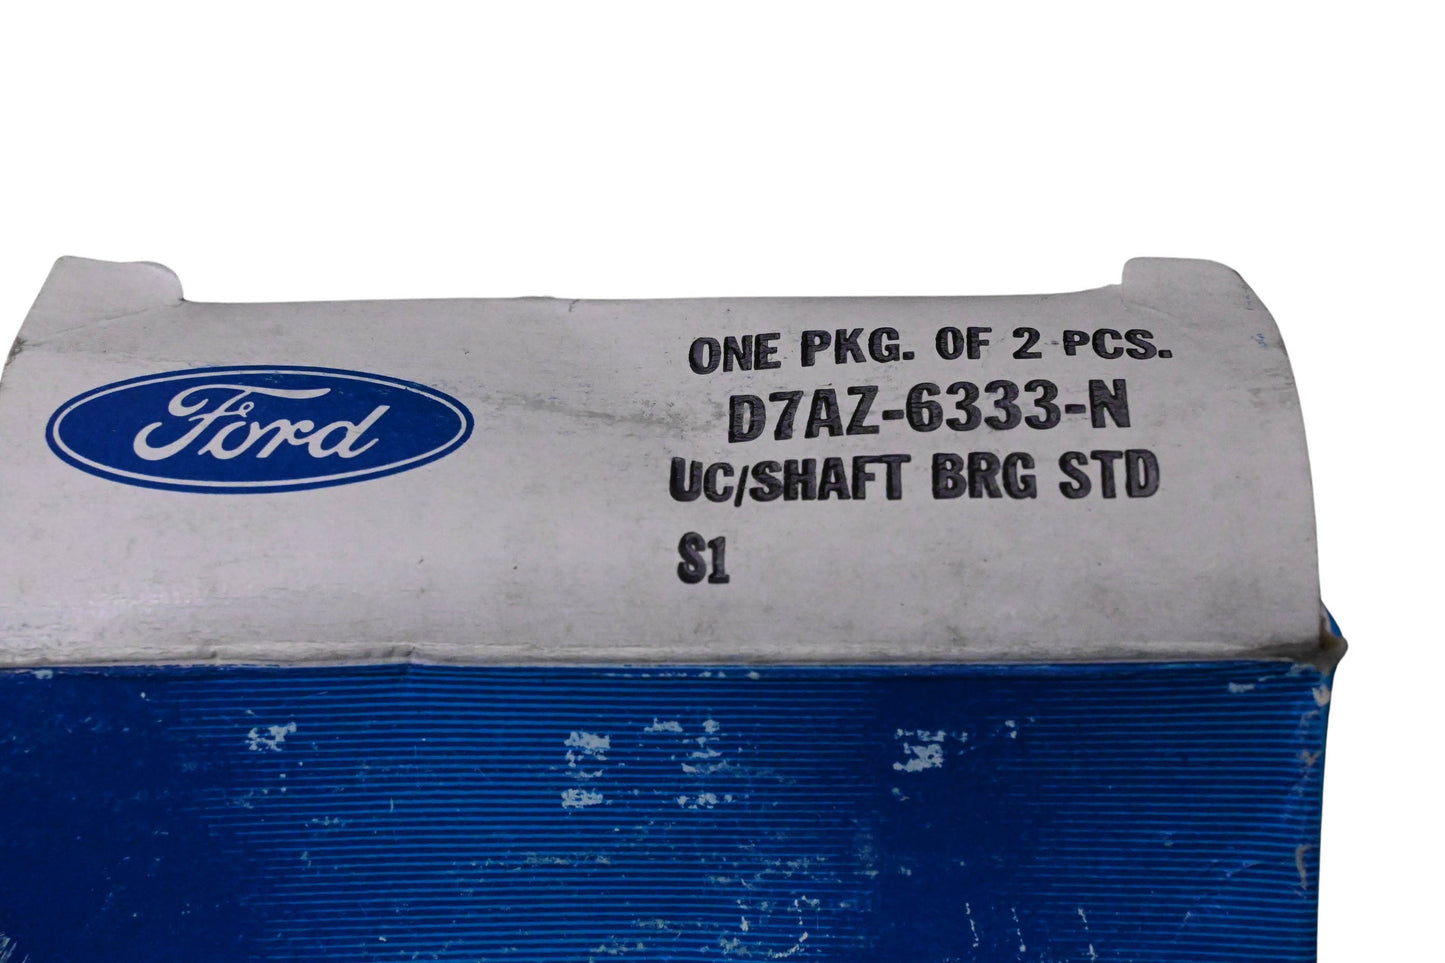 Ford
ONE PKG. OF 2 PCS.
D7AZ-6333-N
UC/SHAFT BRG STD
S1